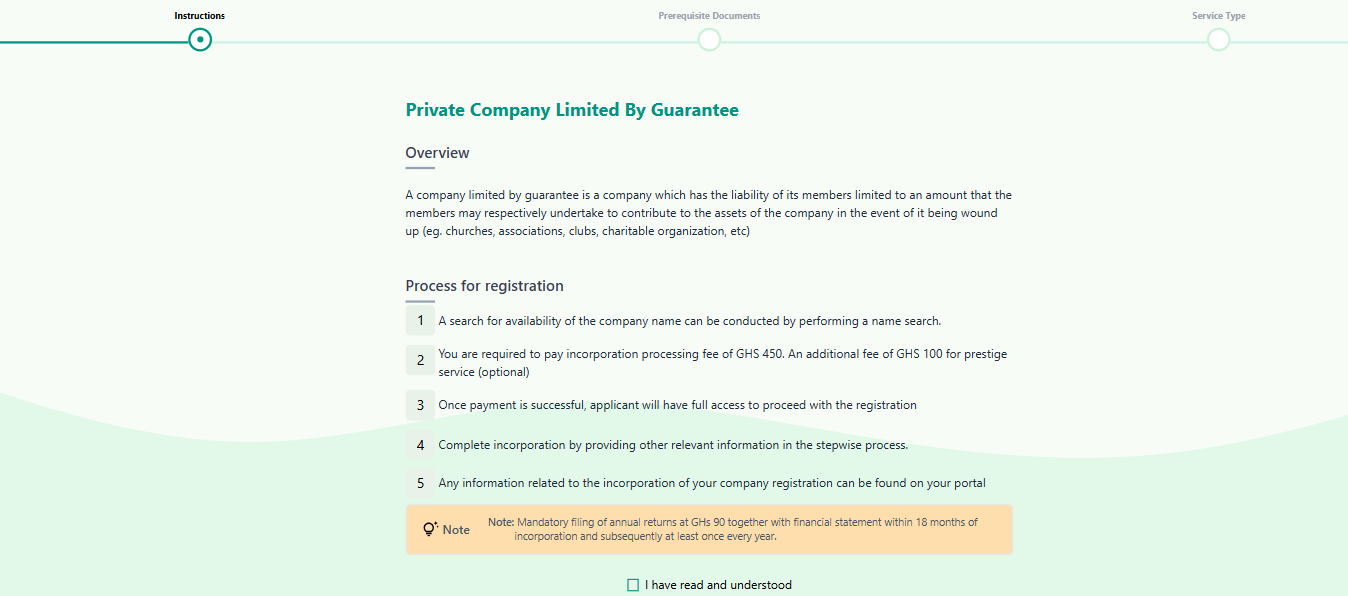 Instructions
Prerequisite Documents
Service Type
Private Company Limited By Guarantee
Overview
A company limited by guarantee is a company which has the liability of its members limited to an amount that the
members may respectively undertake to contribute to the assets of the company in the event of it being wound
up (eg. churches, associations, clubs, charitable organization, etc)
Process for registration
1 A search for availability of the company name can be conducted by performing a name search.
2 You are required to pay incorporation processing fee of GHS 450. An additional fee of GHS 100 for prestige
service (optional)
3 Once payment is successful, applicant will have full access to proceed with the registration
4 Complete incorporation by providing other relevant information in the stepwise process.
5 Any information related to the incorporation of your company registration can be found on your portal
Note
Note: Mandatory filing of annual returns at GHs 90 together with financial statement within 18 months of
incorporation and subsequently at least once every year.
I have read and understood